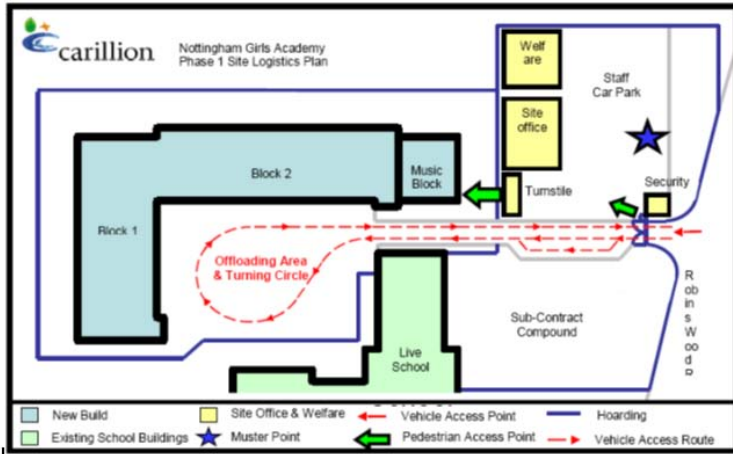 carillion
Nottingham Girls Academy
Phase 1 Site Logistics Plan
Welf
are
Staff
Car Park
Site
office
Block 2
Music
Block
Turnstile
Security
Block 1
Offloading Area
& Turning Circle
R
o
b
in
s
W
oo
d
Sub-Contract
Compound
Live
School
New Build
Site Office & Welfare
Vehicle Access Point
Hoarding
Existing School Buildings
Muster Point
Pedestrian Access Point
Vehicle Access Route